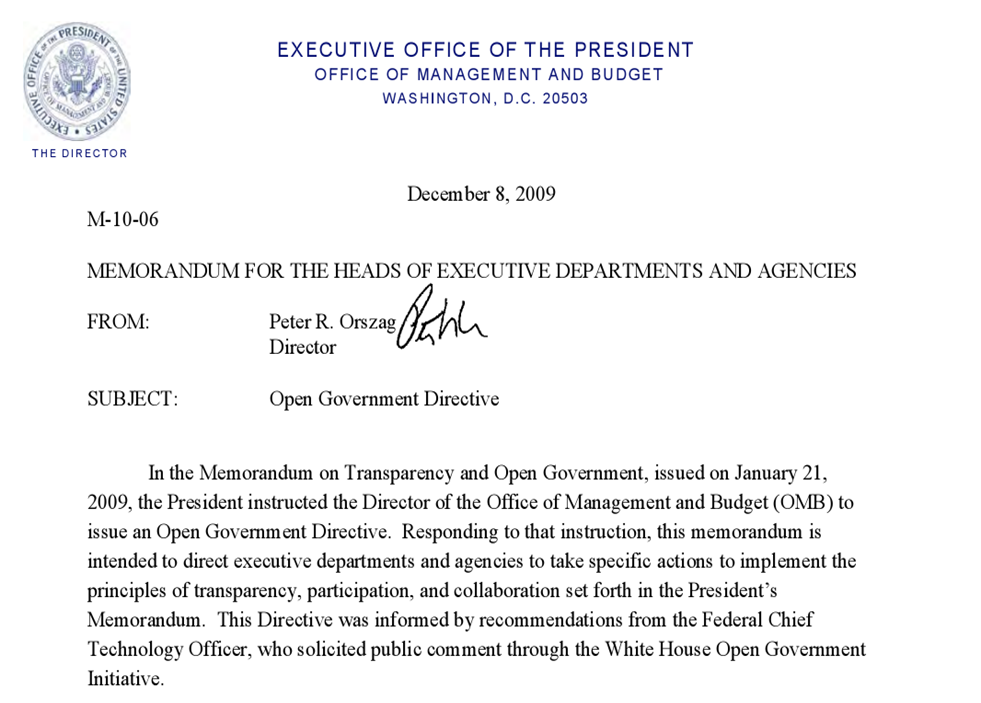 EXECUTIVE OFFICE OF THE PRESIDENT OF THE UNITED STATES
OFFICE OF MANAGEMENT AND BUDGET
THE DIRECTOR
EXECUTIVE OFFICE OF THE PRESIDENT
OFFICE OF MANAGEMENT AND BUDGET
WASHINGTON, D.C. 20503
December 8, 2009
M-10-06
MEMORANDUM FOR THE HEADS OF EXECUTIVE DEPARTMENTS AND AGENCIES
FROM: Peter R. Orszag
Director
SUBJECT: Open Government Directive
In the Memorandum on Transparency and Open Government, issued on January 21,
2009, the President instructed the Director of the Office of Management and Budget (OMB) to
issue an Open Government Directive.  Responding to that instruction, this memorandum is
intended to direct executive departments and agencies to take specific actions to implement the
principles of transparency, participation, and collaboration set forth in the President’s
Memorandum.  This Directive was informed by recommendations from the Federal Chief
Technology Officer, who solicited public comment through the White House Open Government
Initiative.